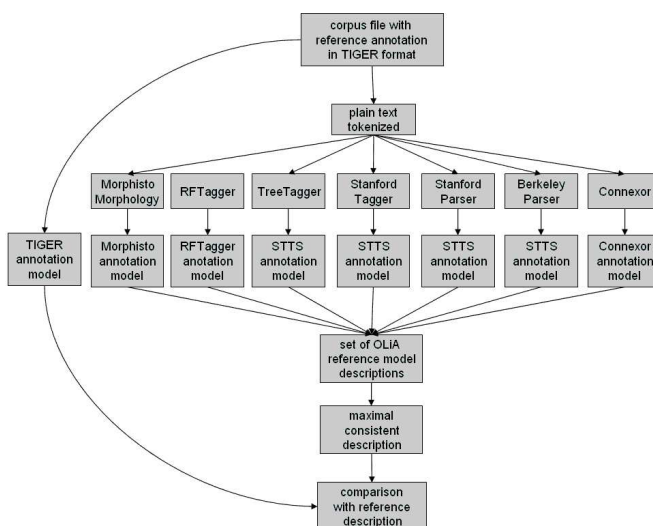 corpus file with
reference annotation
in TIGER format
plain text
tokenized
Morphisto
Morphology
RFTagger
TreeTagger
Stanford
Tagger
Stanford
Parser
Berkeley
Parser
Connexor
TIGER
annotation
model
Morphisto
annotation
model
RFTagger
anotation
model
STTS
annotation
model
STTS
annotation
model
STTS
annotation
model
STTS
annotation
model
Connexor
annotation
model
set of OLiA
reference model
descriptions
maximal
consistent
description
comparison
with reference
description